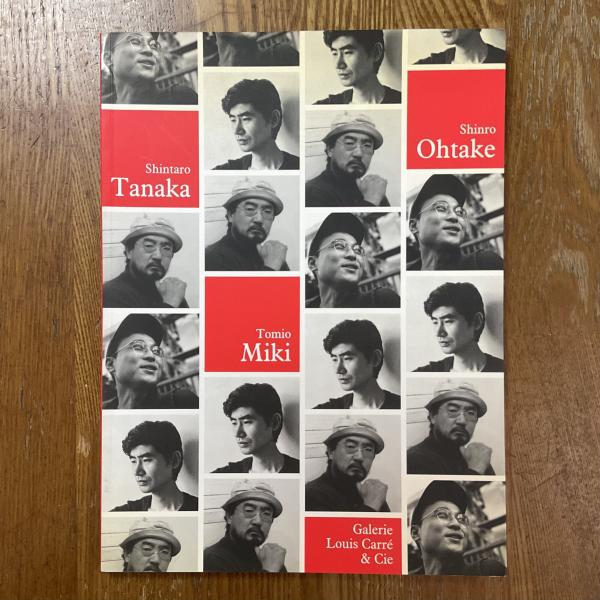 Shintaro
Tanaka
Shinro
Ohtake
Tomio
Miki
Galerie
Louis Carré
& Cie